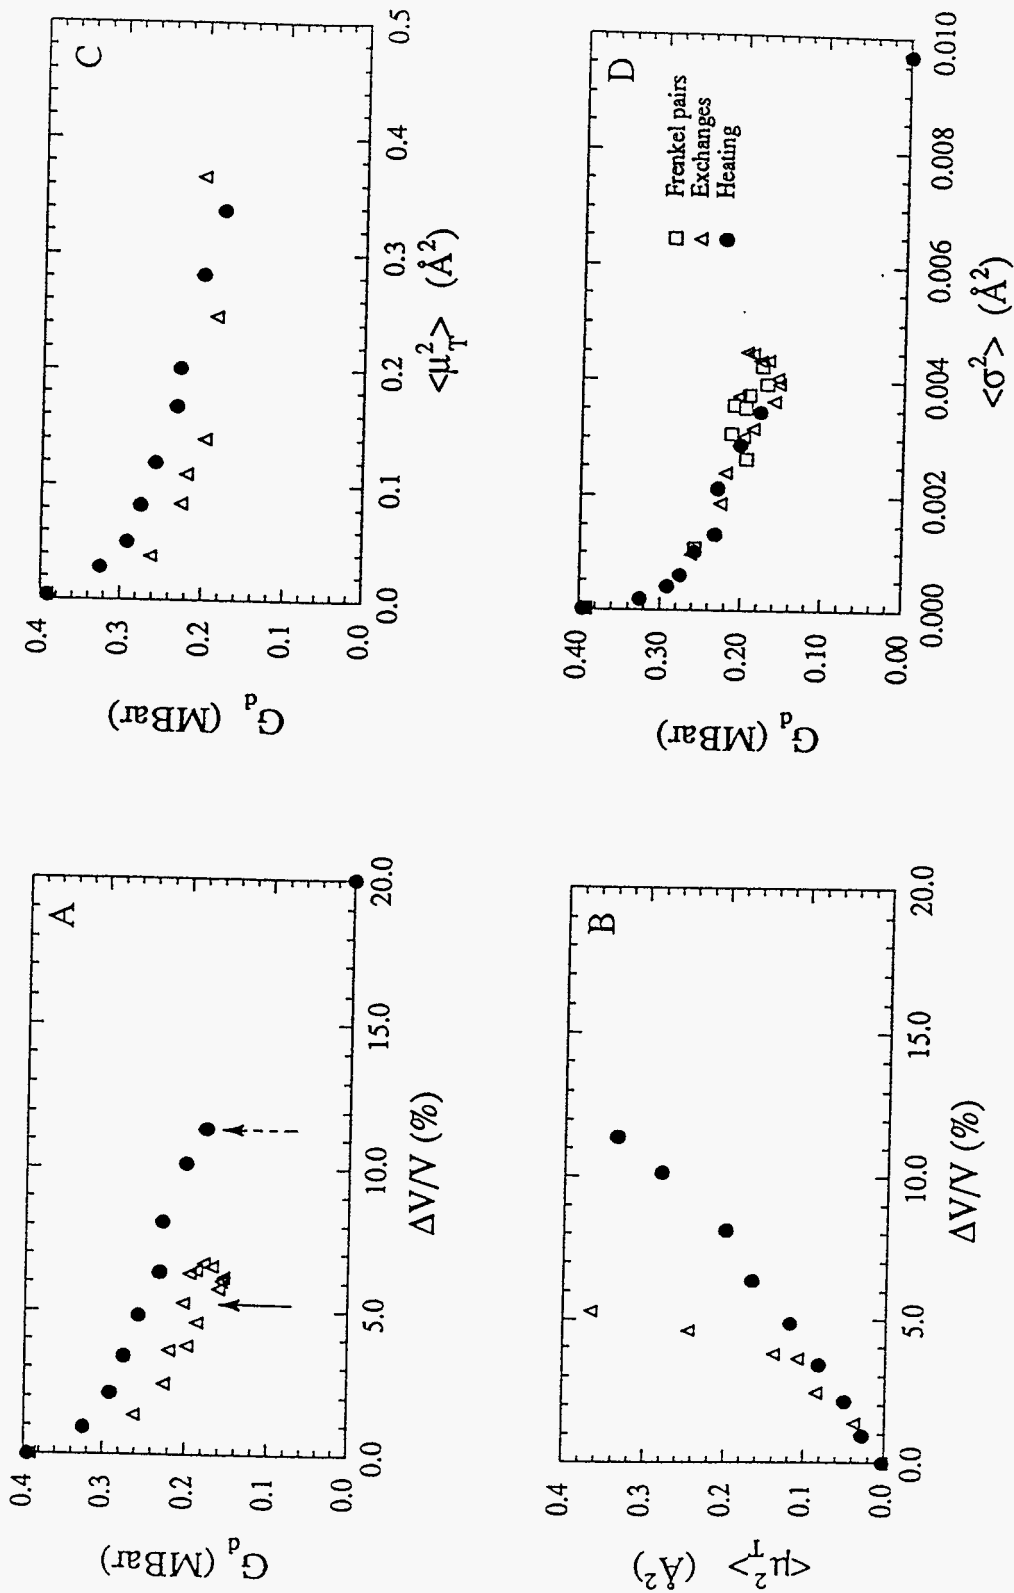 A
G_d (MBar)
0.4
0.3
0.2
0.1
0.0
0.0
5.0
10.0
15.0
20.0
ΔV/V (%)
C
G_d (MBar)
0.4
0.3
0.2
0.1
0.0
0.0
0.1
0.2
0.3
0.4
0.5
<μ_T^2> (Å^2)
B
<μ_T^2> (Å^2)
0.4
0.3
0.2
0.1
0.0
0.0
5.0
10.0
15.0
20.0
ΔV/V (%)
D
□ Frenkel pairs
△ Exchanges
● Heating
G_d (MBar)
0.40
0.30
0.20
0.10
0.00
0.000
0.002
0.004
0.006
0.008
0.010
<σ^2> (Å^2)